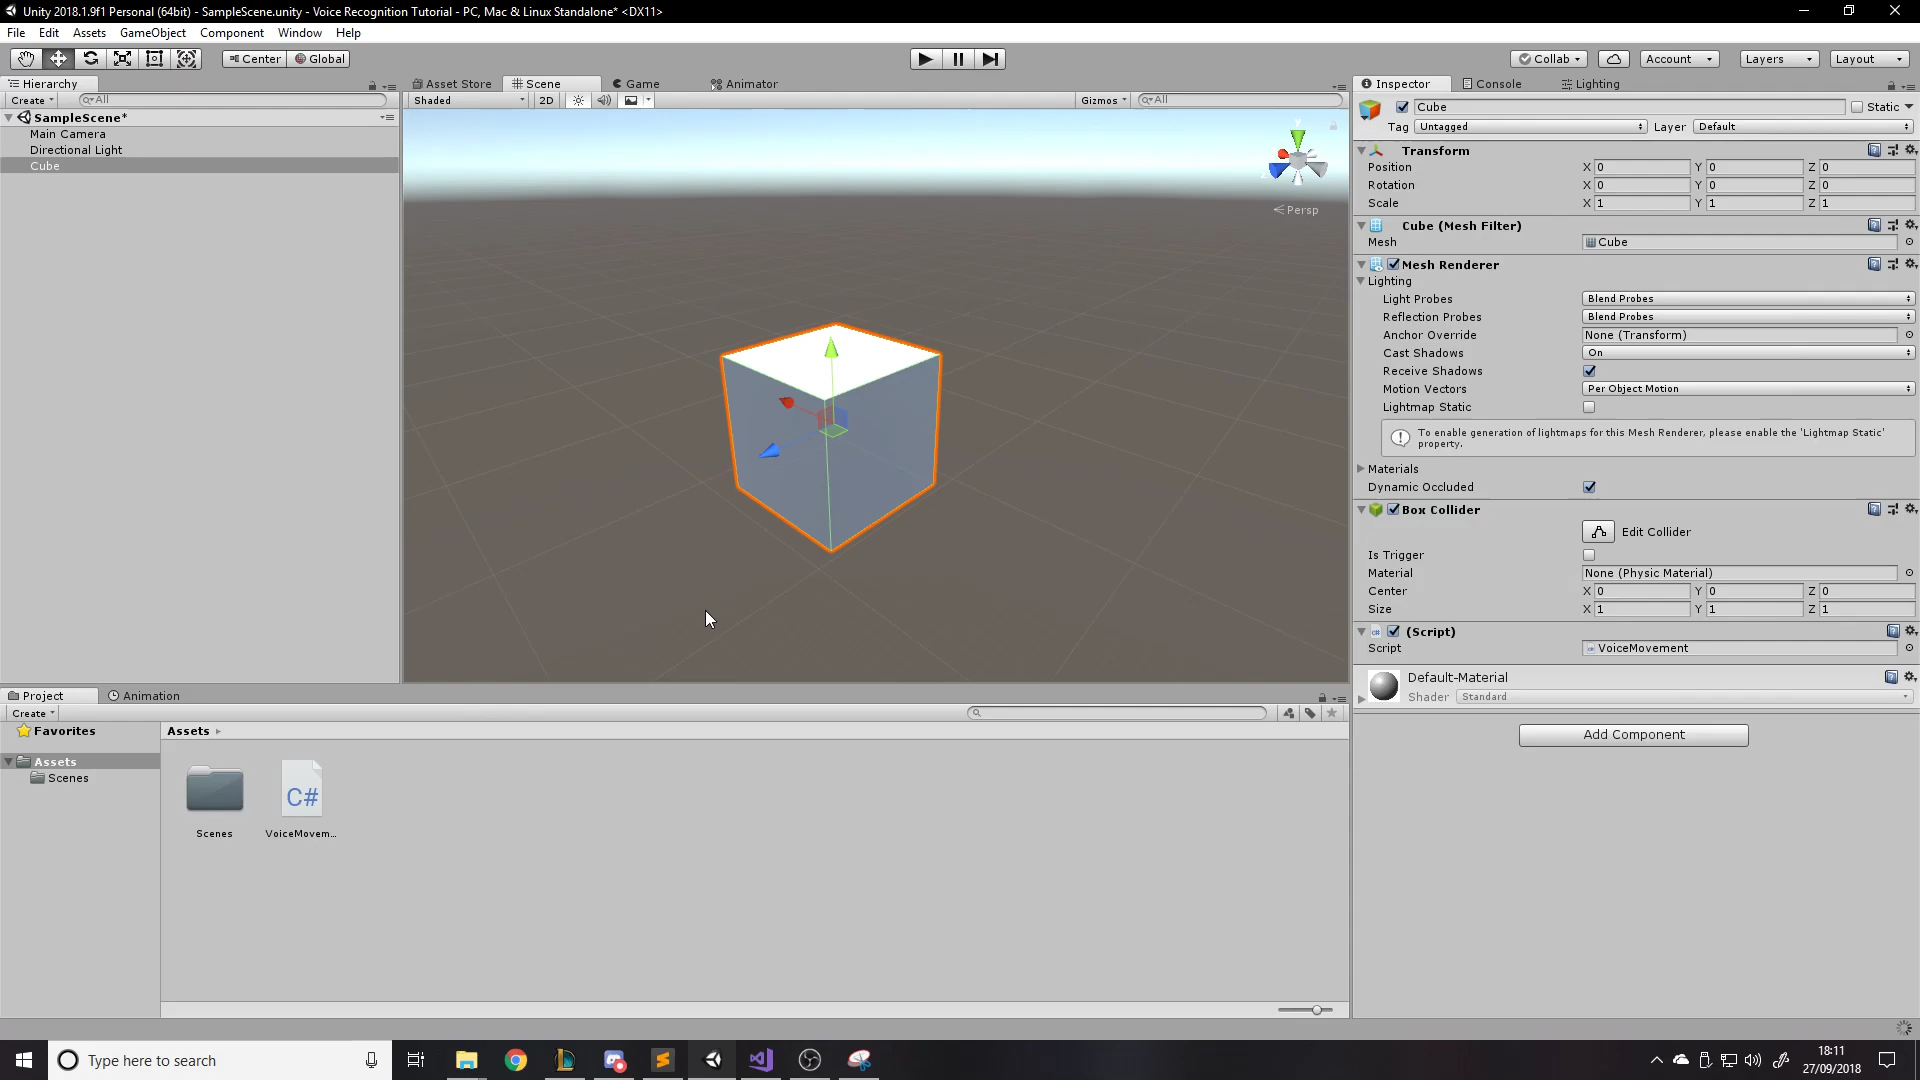 Unity 2018.1.9f1 Personal (64bit) - SampleScene.unity - Voice Recognition Tutorial - PC, Mac & Linux Standalone* <DX11>
File Edit Assets GameObject Component Window Help
Center Global Collab Account Layers Layout
Hierarchy
Create All
SampleScene*
Main Camera
Directional Light
Cube
Asset Store Scene Game Animator
Shaded 2D Gizmos All
y
Persp
Inspector Console Lighting
Cube Static
Tag Untagged Layer Default
Transform
Position X 0 Y 0 Z 0
Rotation X 0 Y 0 Z 0
Scale X 1 Y 1 Z 1
Cube (Mesh Filter)
Mesh Cube
Mesh Renderer
Lighting
Light Probes Blend Probes
Reflection Probes Blend Probes
Anchor Override None (Transform)
Cast Shadows On
Receive Shadows
Motion Vectors Per Object Motion
Lightmap Static
To enable generation of lightmaps for this Mesh Renderer, please enable the 'Lightmap Static'
property.
Materials
Dynamic Occluded
Box Collider
Edit Collider
Is Trigger
Material None (Physic Material)
Center X 0 Y 0 Z 0
Size X 1 Y 1 Z 1
(Script)
Script VoiceMovement
Default-Material
Shader Standard
Add Component
Project Animation
Create
Favorites
Assets
Scenes
Assets
C#
Scenes VoiceMovem...
Type here to search
18:11
27/09/2018